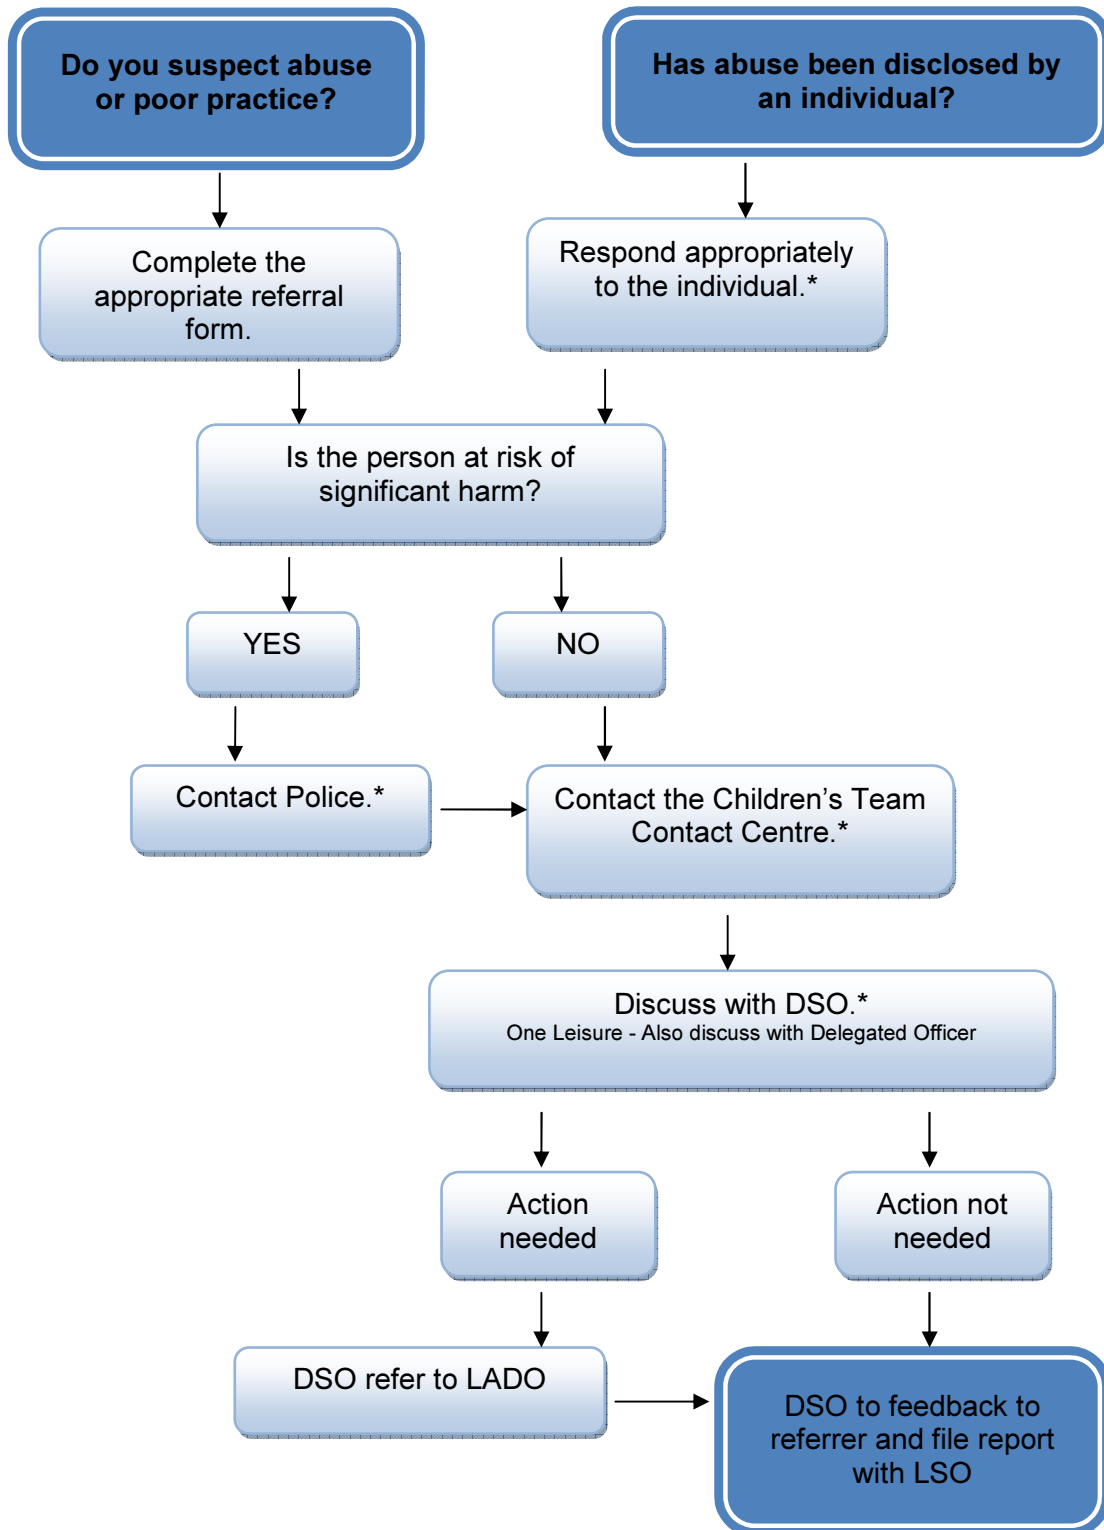 Do you suspect abuse
or poor practice?
Has abuse been disclosed by
an individual?
Complete the
appropriate referral
form.
Respond appropriately
to the individual.*
Is the person at risk of
significant harm?
YES
NO
Contact Police.*
Contact the Children’s Team
Contact Centre.*
Discuss with DSO.*
One Leisure - Also discuss with Delegated Officer
Action
needed
Action not
needed
DSO refer to LADO
DSO to feedback to
referrer and file report
with LSO